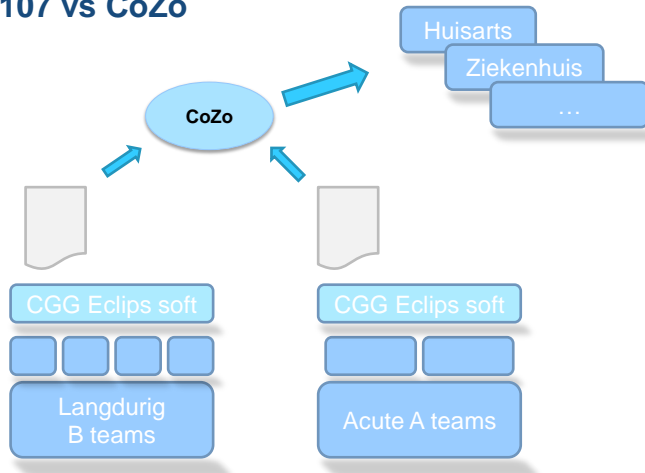 107 vs CoZo
Huisarts
Ziekenhuis
...
CoZo
CGG Eclips soft
CGG Eclips soft
Langdurig
B teams
Acute A teams